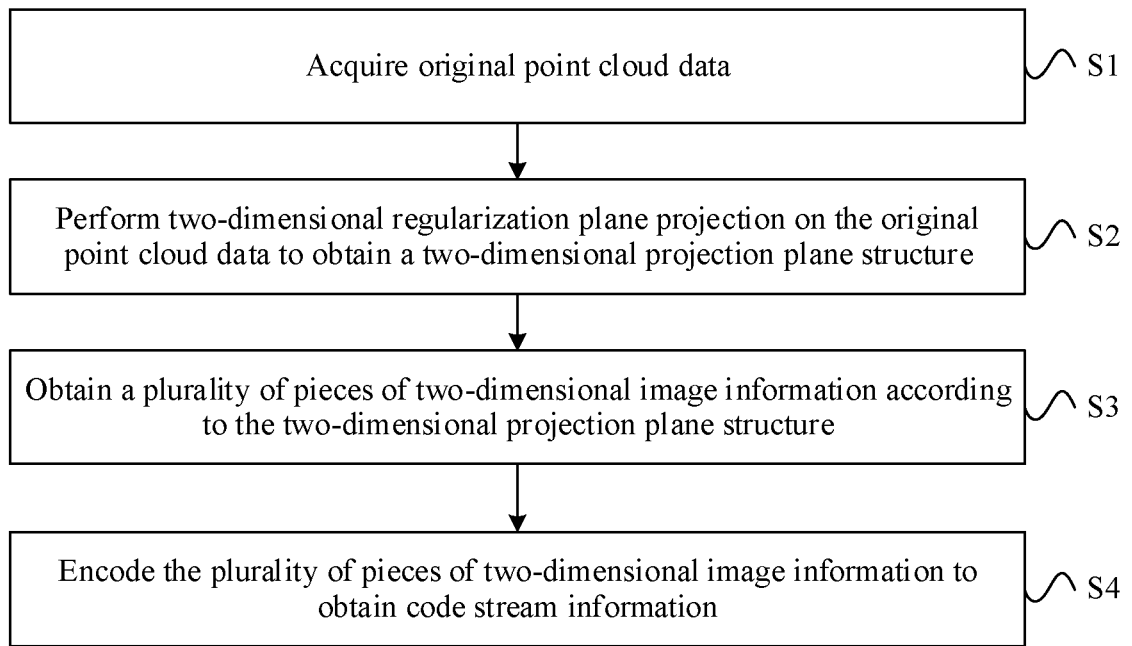 Acquire original point cloud data
S1
Perform two-dimensional regularization plane projection on the original
point cloud data to obtain a two-dimensional projection plane structure
S2
Obtain a plurality of pieces of two-dimensional image information according
to the two-dimensional projection plane structure
S3
Encode the plurality of pieces of two-dimensional image information to
obtain code stream information
S4